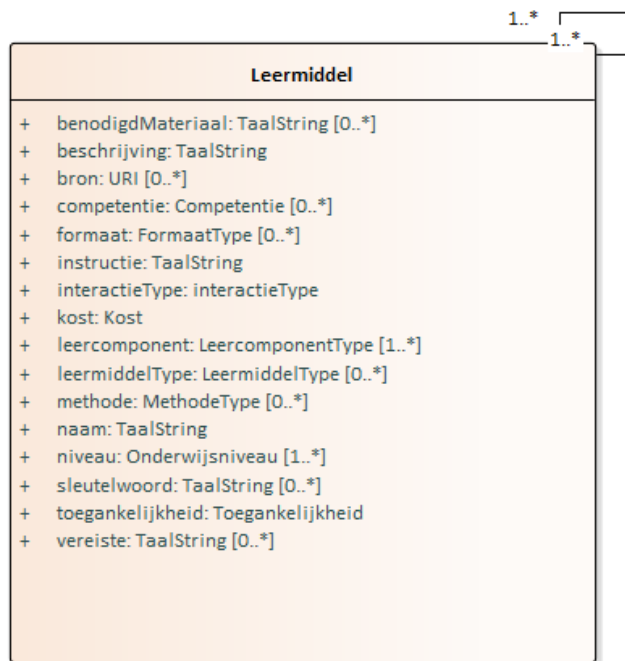 1..*
1..*
Leermiddel
+ benodigdMateriaal: TaalString [0..*]
+ beschrijving: TaalString
+ bron: URI [0..*]
+ competentie: Competentie [0..*]
+ formaat: FormaatType [0..*]
+ instructie: TaalString
+ interactieType: interactieType
+ kost: Kost
+ leercomponent: LeercomponentType [1..*]
+ leermiddelType: LeermiddelType [0..*]
+ methode: MethodeType [0..*]
+ naam: TaalString
+ niveau: Onderwijsniveau [1..*]
+ sleutelwoord: TaalString [0..*]
+ toegankelijkheid: Toegankelijkheid
+ vereiste: TaalString [0..*]